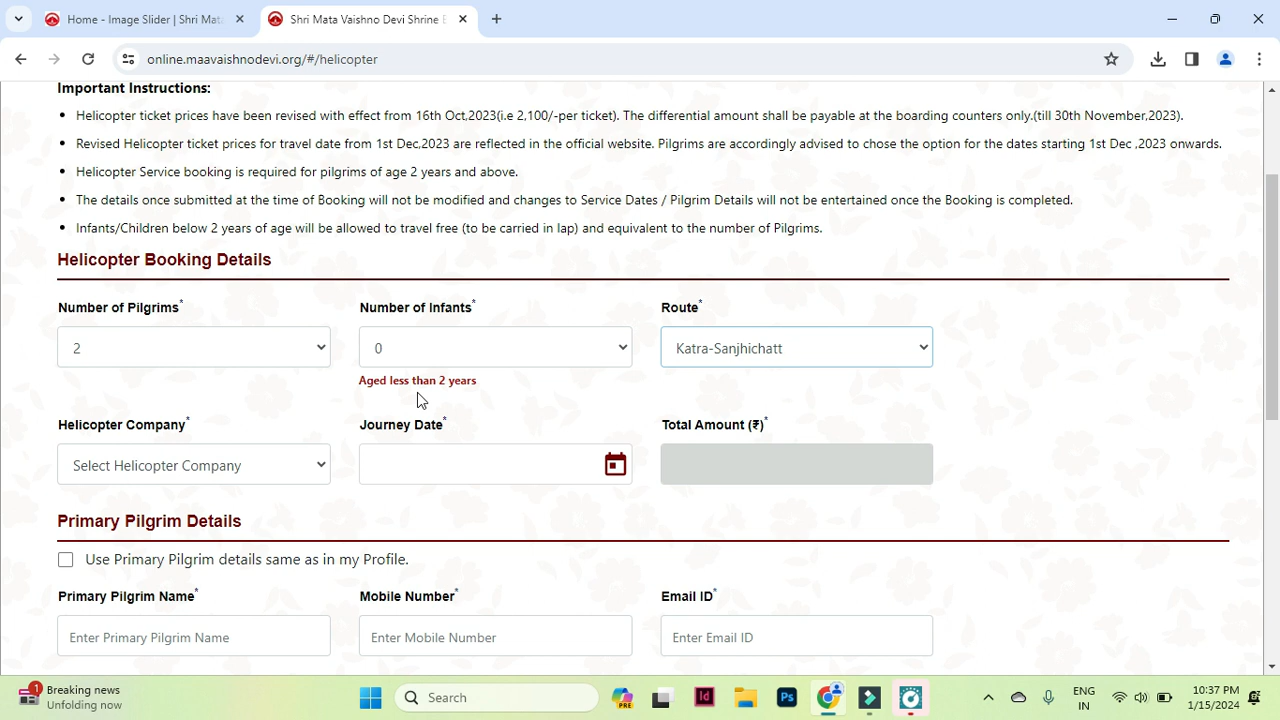 Home - Image Slider | Shri Mata
Shri Mata Vaishno Devi Shrine B
online.maavaishnodevi.org/#/helicopter
Important Instructions:
Helicopter ticket prices have been revised with effect from 16th Oct,2023(i.e 2,100/-per ticket). The differential amount shall be payable at the boarding counters only.(till 30th November,2023).
Revised Helicopter ticket prices for travel date from 1st Dec,2023 are reflected in the official website. Pilgrims are accordingly advised to chose the option for the dates starting 1st Dec ,2023 onwards.
Helicopter Service booking is required for pilgrims of age 2 years and above.
The details once submitted at the time of Booking will not be modified and changes to Service Dates / Pilgrim Details will not be entertained once the Booking is completed.
Infants/Children below 2 years of age will be allowed to travel free (to be carried in lap) and equivalent to the number of Pilgrims.
Helicopter Booking Details
Number of Pilgrims* Number of Infants* Route*
2 0 Katra-Sanjhichatt
Aged less than 2 years
Helicopter Company* Journey Date* Total Amount (₹)*
Select Helicopter Company
Primary Pilgrim Details
Use Primary Pilgrim details same as in my Profile.
Primary Pilgrim Name* Mobile Number* Email ID*
Enter Primary Pilgrim Name Enter Mobile Number Enter Email ID
1 Breaking news
Unfolding now
Search
PRE
Id
Ps
ENG
IN
10:37 PM
1/15/2024